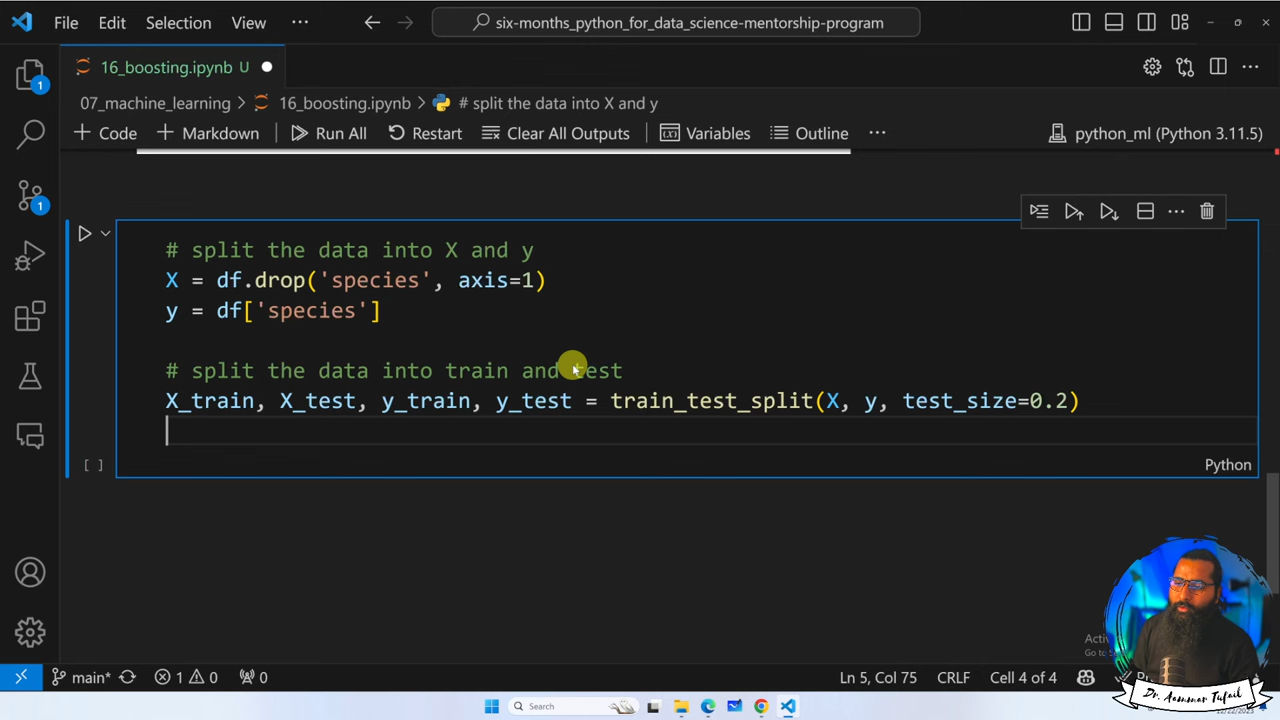 File Edit Selection View ··· six-months_python_for_data_science-mentorship-program
16_boosting.ipynb U
07_machine_learning > 16_boosting.ipynb > # split the data into X and y
+ Code + Markdown Run All Restart Clear All Outputs Variables Outline ··· python_ml (Python 3.11.5)
1
1
# split the data into X and y
X = df.drop('species', axis=1)
y = df['species']
# split the data into train and test
X_train, X_test, y_train, y_test = train_test_split(X, y, test_size=0.2)
[ ] Python
main* 1 0 0 Ln 5, Col 75 CRLF Cell 4 of 4
Search
Dr. Aammar Tufail